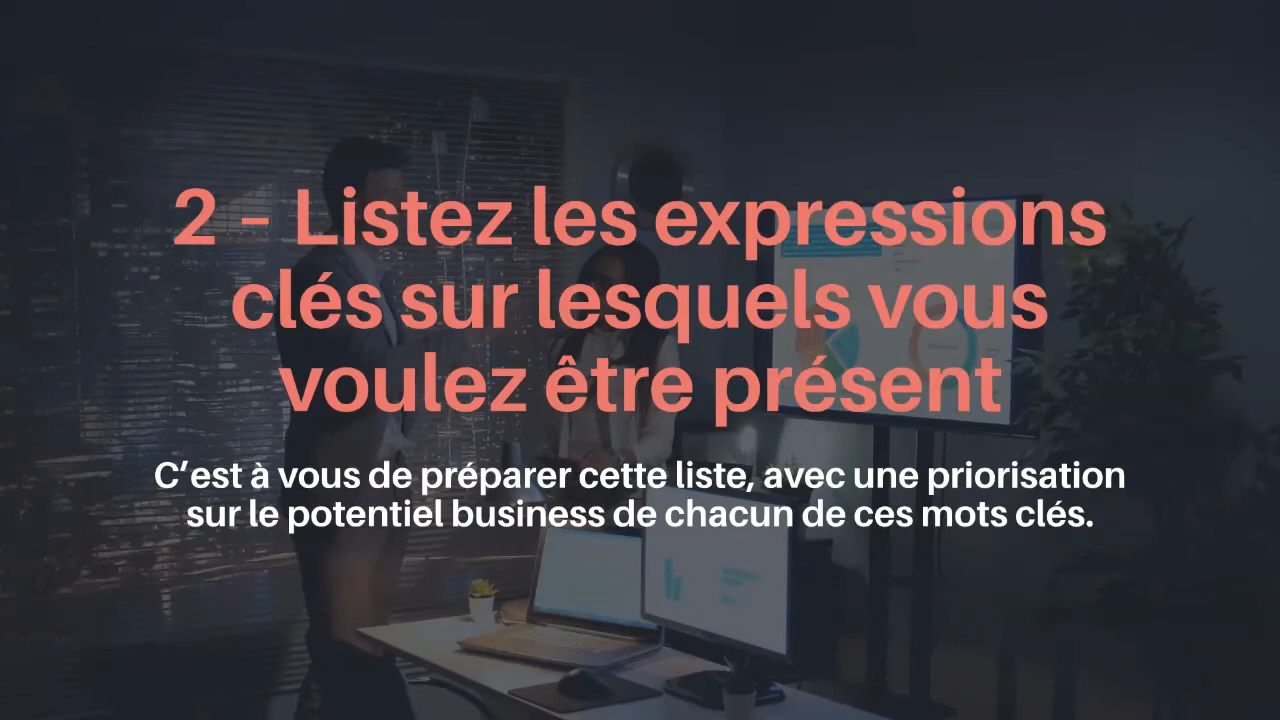 2 – Listez les expressions
clés sur lesquels vous
voulez être présent
C’est à vous de préparer cette liste, avec une priorisation
sur le potentiel business de chacun de ces mots clés.